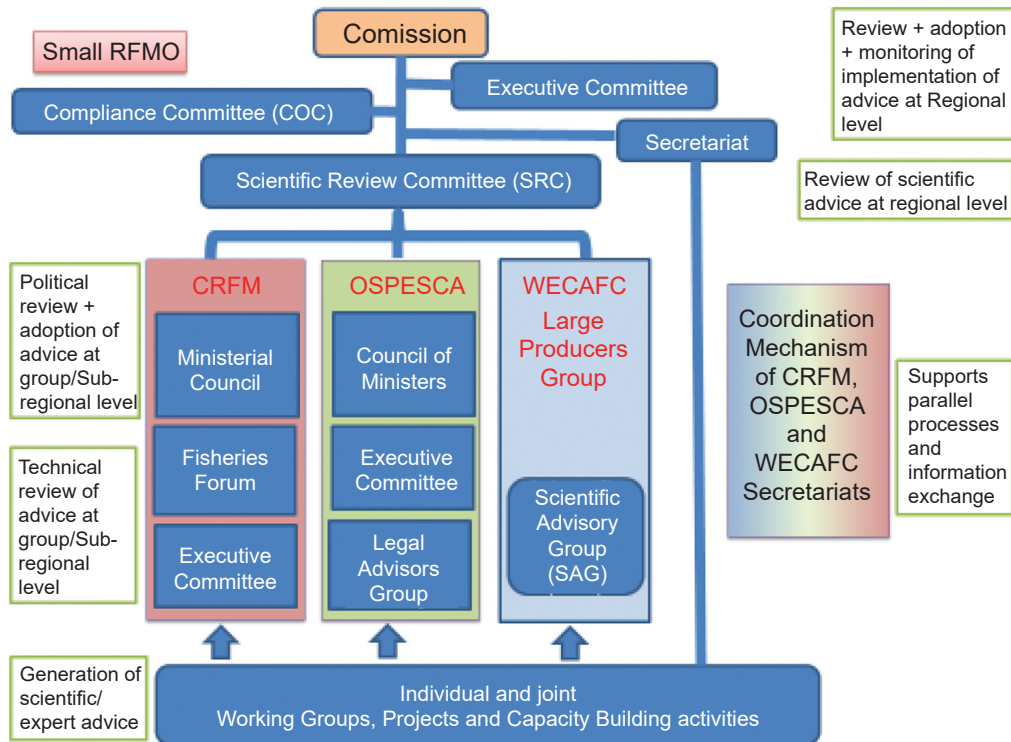 Comission
Small RFMO
Executive Committee
Compliance Committee (COC)
Secretariat
Scientific Review Committee (SRC)
Review + adoption
+ monitoring of
implementation of
advice at Regional
level
Review of scientific
advice at regional level
Political
review +
adoption of
advice at
group/Sub-
regional level
Technical
review of
advice at
group/Sub-
regional
level
Generation of
scientific/
expert advice
CRFM
Ministerial
Council
Fisheries
Forum
Executive
Committee
OSPESCA
Council of
Ministers
Executive
Committee
Legal
Advisors
Group
WECAFC
Large
Producers
Group
Scientific
Advisory
Group
(SAG)
Coordination
Mechanism
of CRFM,
OSPESCA
and
WECAFC
Secretariats
Supports
parallel
processes
and
information
exchange
Individual and joint
Working Groups, Projects and Capacity Building activities